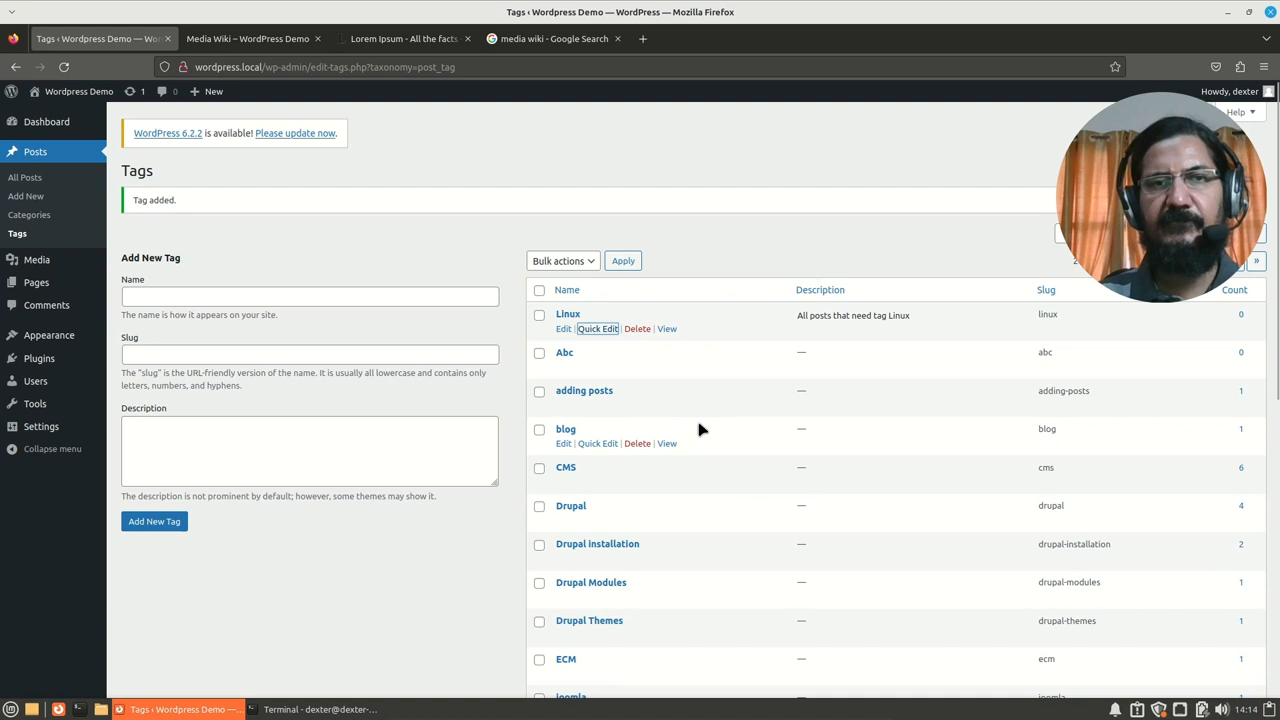 Tags ‹ Wordpress Demo — WordPress — Mozilla Firefox
Tags ‹ Wordpress Demo — Wor
Media Wiki – WordPress Demo
Lorem Ipsum - All the facts
media wiki - Google Search
wordpress.local/wp-admin/edit-tags.php?taxonomy=post_tag
Wordpress Demo
1
0
New
Howdy, dexter
Help
Dashboard
Posts
All Posts
Add New
Categories
Tags
Media
Pages
Comments
Appearance
Plugins
Users
Tools
Settings
Collapse menu
WordPress 6.2.2 is available! Please update now.
Tags
Tag added.
Add New Tag
Name
The name is how it appears on your site.
Slug
The "slug" is the URL-friendly version of the name. It is usually all lowercase and contains only
letters, numbers, and hyphens.
Description
The description is not prominent by default; however, some themes may show it.
Add New Tag
Bulk actions
Apply
2
»
Name Description Slug Count
Linux All posts that need tag Linux linux 0
Edit | Quick Edit | Delete | View
Abc — abc 0
adding posts — adding-posts 1
blog — blog 1
Edit | Quick Edit | Delete | View
CMS — cms 6
Drupal — drupal 4
Drupal installation — drupal-installation 2
Drupal Modules — drupal-modules 1
Drupal Themes — drupal-themes 1
ECM — ecm 1
joomla — joomla 1
Tags ‹ Wordpress Demo —...
Terminal - dexter@dexter-...
14:14